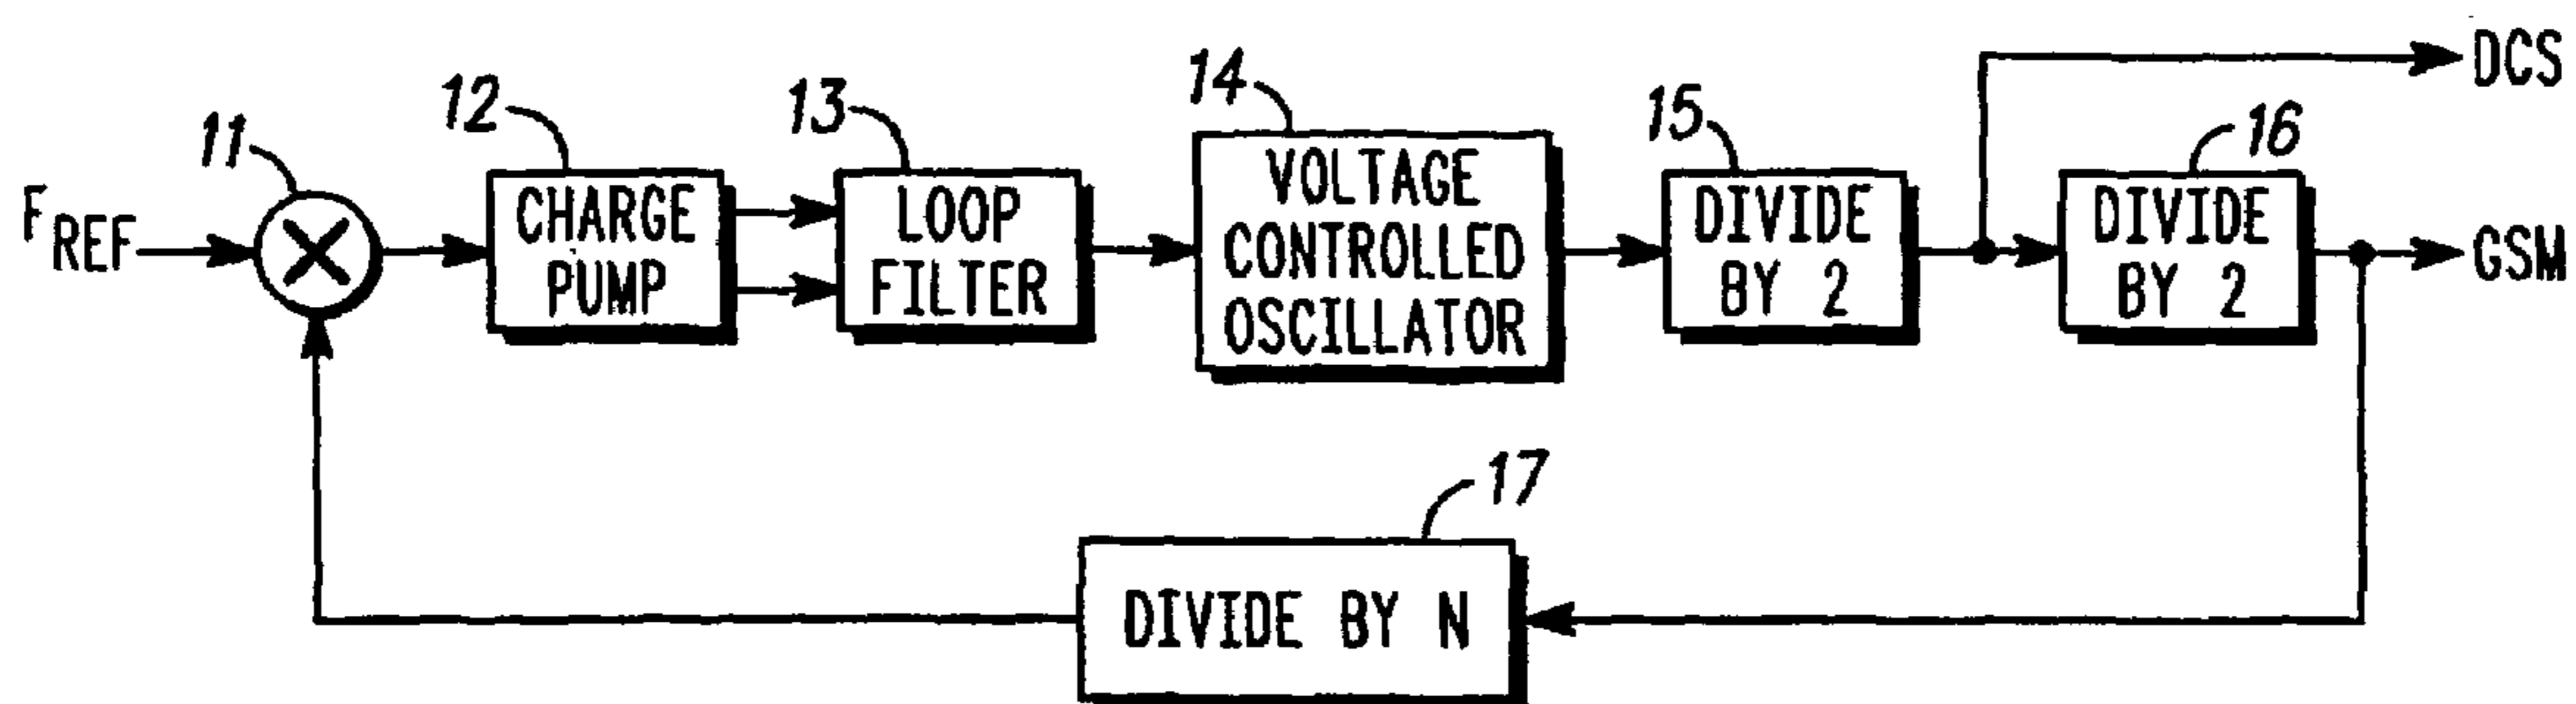 DCS
14
12
13
15
16
11
F REF
CHARGE
PUMP
LOOP
FILTER
VOLTAGE
CONTROLLED
OSCILLATOR
DIVIDE
BY 2
DIVIDE
BY 2
GSM
17
DIVIDE BY N